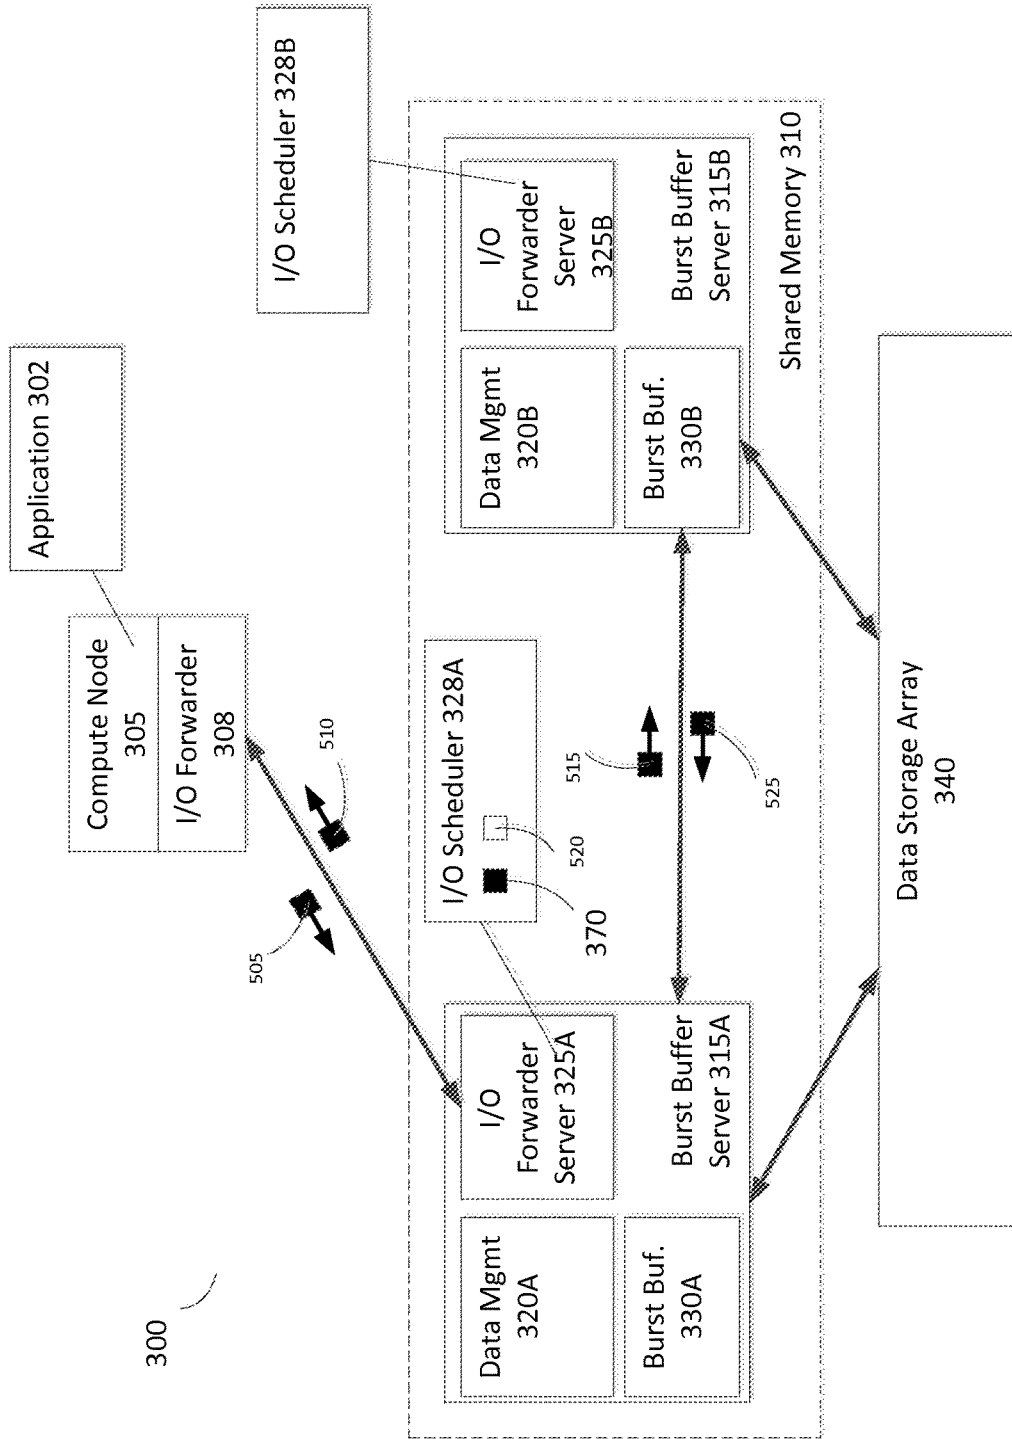 300
Application 302
Compute Node
305
I/O Forwarder
308
505
510
I/O Scheduler 328B
I/O Scheduler 328A
370
520
Data Mgmt
320A
I/O
Forwarder
Server 325A
Burst Buf.
330A
Burst Buffer
Server 315A
515
525
Data Mgmt
320B
I/O
Forwarder
Server
325B
Burst Buf.
330B
Burst Buffer
Server 315B
Shared Memory 310
Data Storage Array
340